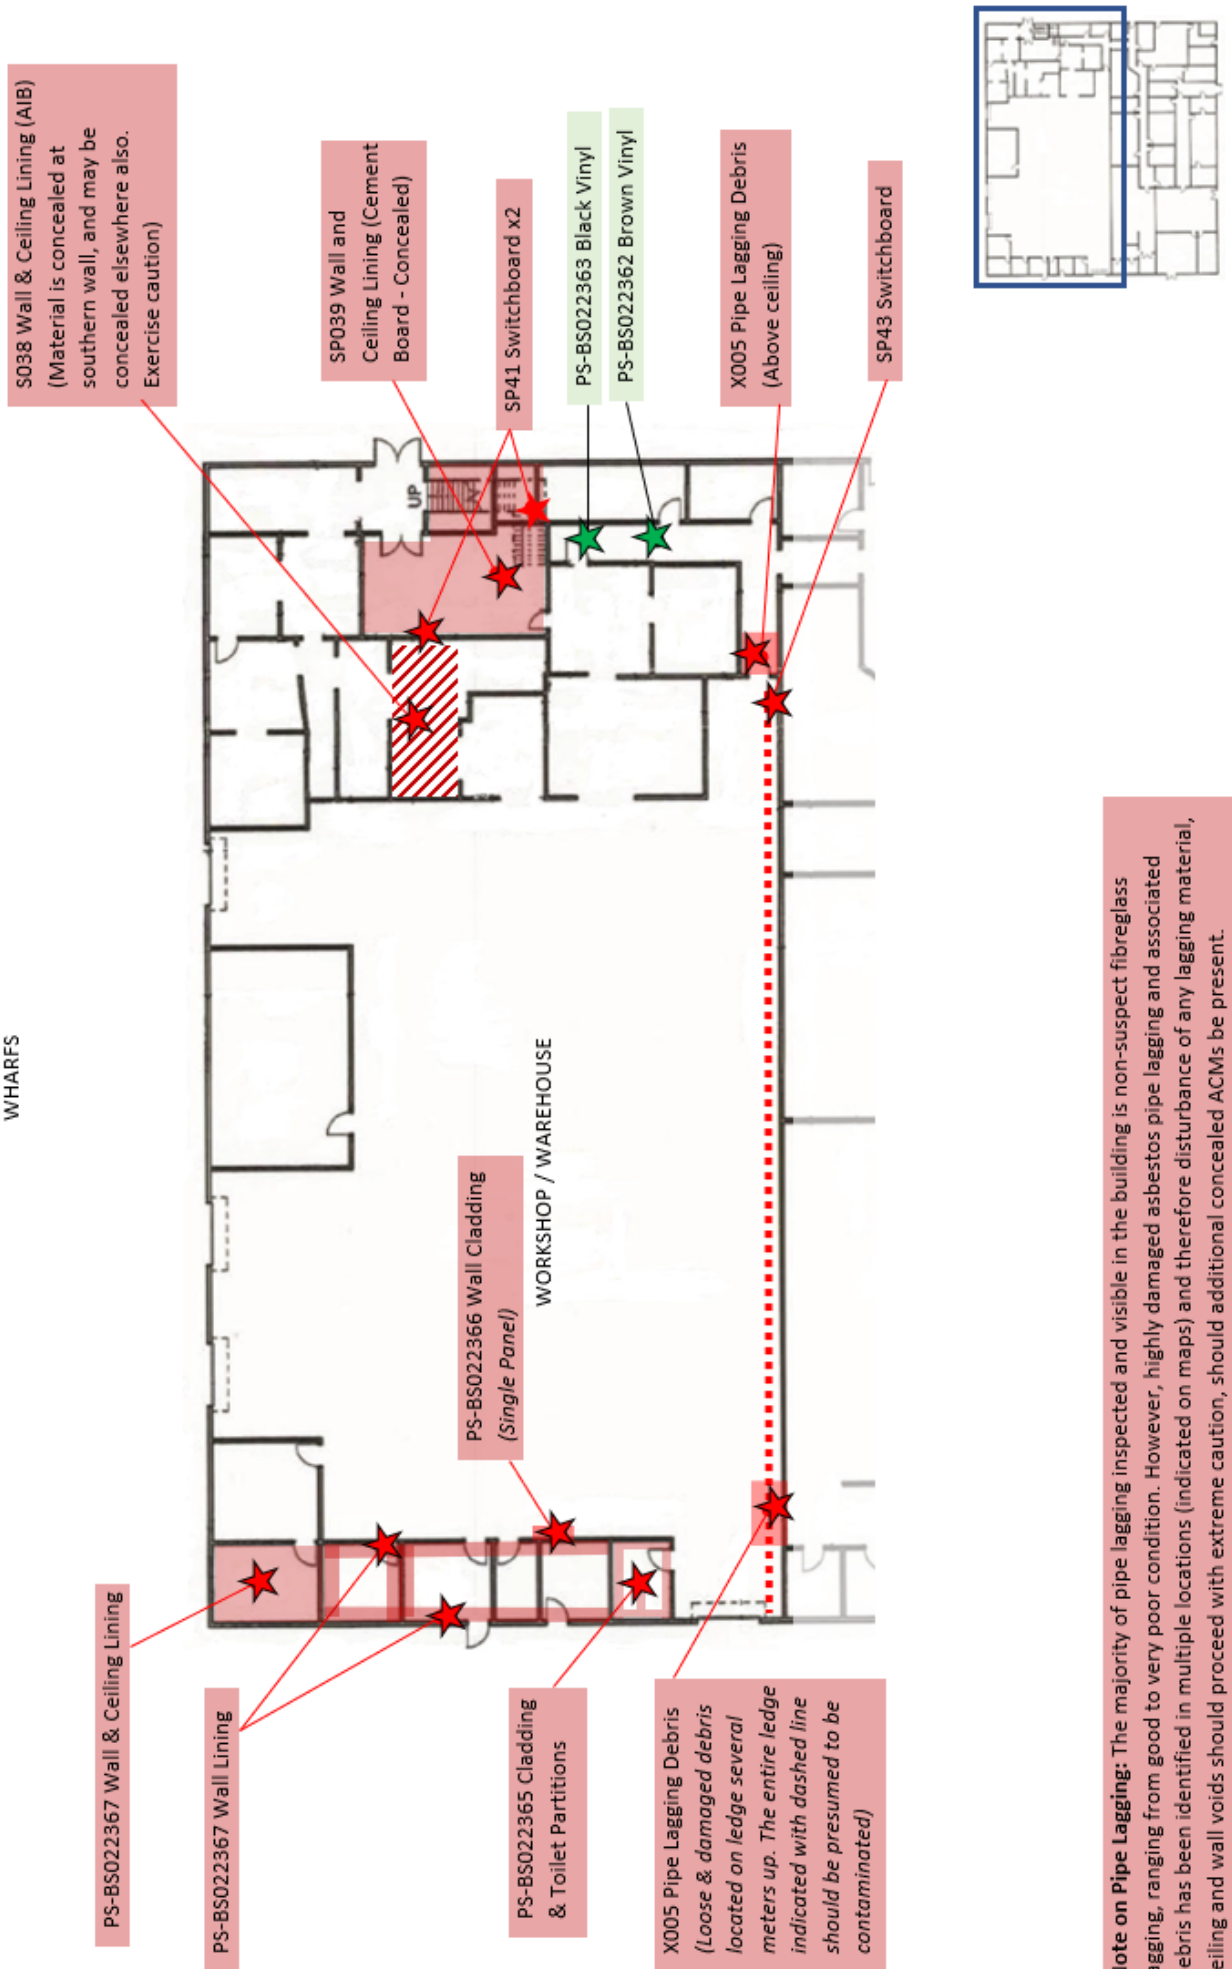 WHARFS
S038 Wall & Ceiling Lining (AIB)
(Material is concealed at
southern wall, and may be
concealed elsewhere also.
Exercise caution)
SP039 Wall and
Ceiling Lining (Cement
Board - Concealed)
SP41 Switchboard x2
PS-BS022363 Black Vinyl
PS-BS022362 Brown Vinyl
X005 Pipe Lagging Debris
(Above ceiling)
SP43 Switchboard
UP
WORKSHOP / WAREHOUSE
PS-BS022366 Wall Cladding
(Single Panel)
PS-BS022367 Wall & Ceiling Lining
PS-BS022367 Wall Lining
PS-BS022365 Cladding
& Toilet Partitions
X005 Pipe Lagging Debris
(Loose & damaged debris
located on ledge several
meters up. The entire ledge
indicated with dashed line
should be presumed to be
contaminated)
lote on Pipe Lagging: The majority of pipe lagging inspected and visible in the building is non-suspect fibreglass
agging, ranging from good to very poor condition. However, highly damaged asbestos pipe lagging and associated
ebris has been identified in multiple locations (indicated on maps) and therefore disturbance of any lagging material,
eiling and wall voids should proceed with extreme caution, should additional concealed ACMs be present.